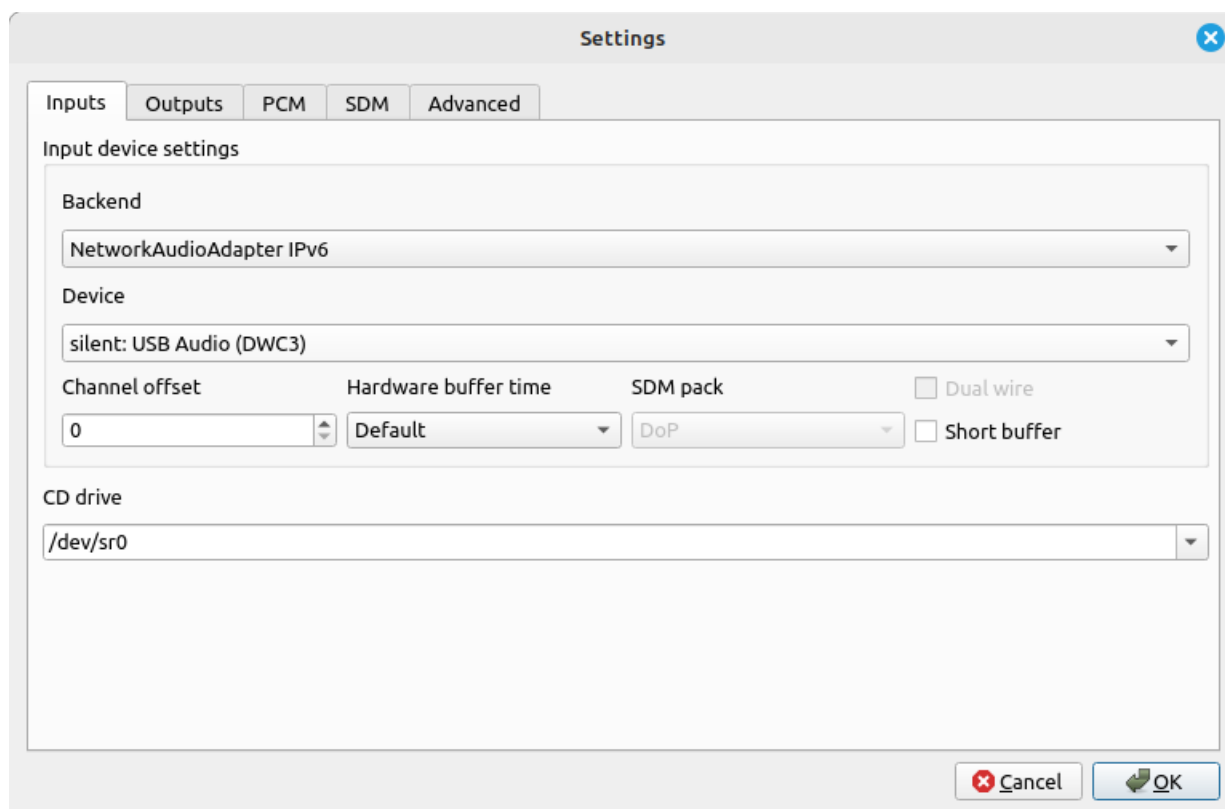 Settings
Inputs Outputs PCM SDM Advanced
Input device settings
Backend
NetworkAudioAdapter IPv6
Device
silent: USB Audio (DWC3)
Channel offset Hardware buffer time SDM pack Dual wire
0 Default DoP Short buffer
CD drive
/dev/sr0
Cancel OK